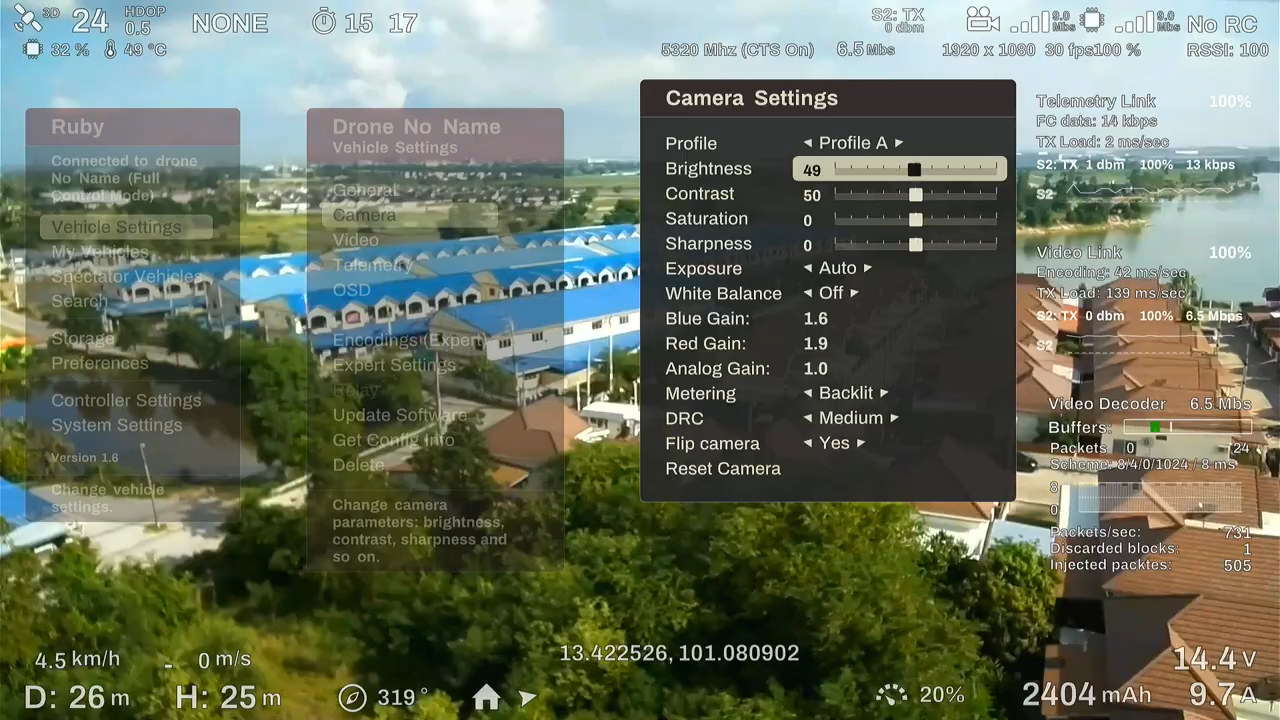 3D 24 HDOP 0.5 NONE 15 17 S2: TX 0 dbm 9.0 Mbs 9.0 Mbs No RC
32 % 49 °C 5320 Mhz (CTS On) 6.5 Mbs 1920 x 1080 30 fps 100 % RSSI: 100
Ruby
Connected to drone
No Name (Full
Control Mode)
Vehicle Settings
My Vehicles
Spectator Vehicles
Search
Storage
Preferences
Controller Settings
System Settings
Version 1.6
Change vehicle
settings.
Drone No Name
Vehicle Settings
General
Camera
Video
Telemetry
OSD
Encodings (Expert)
Expert Settings
Relay
Update Software
Get Config Info
Delete
Change camera
parameters: brightness,
contrast, sharpness and
so on.
Camera Settings
Profile Profile A
Brightness 49
Contrast 50
Saturation 0
Sharpness 0
Exposure Auto
White Balance Off
Blue Gain: 1.6
Red Gain: 1.9
Analog Gain: 1.0
Metering Backlit
DRC Medium
Flip camera Yes
Reset Camera
Telemetry Link 100%
FC data: 14 kbps
TX Load: 2 ms/sec
S2: TX 1 dbm 100% 13 kbps
S2
Video Link 100%
Encoding: 42 ms/sec
TX Load: 139 ms/sec
S2: TX 0 dbm 100% 6.5 Mbps
S2
Video Decoder 6.5 Mbs
Buffers:
Packets 0 /24
Scheme: 8/4/0/1024 / 8 ms
8
0
Packets/sec: 731
Discarded blocks: 1
Injected packtes: 505
4.5 km/h - 0 m/s 13.422526, 101.080902 14.4 V
D: 26 m H: 25 m 319 ° 20% 2404 mAh 9.7 A